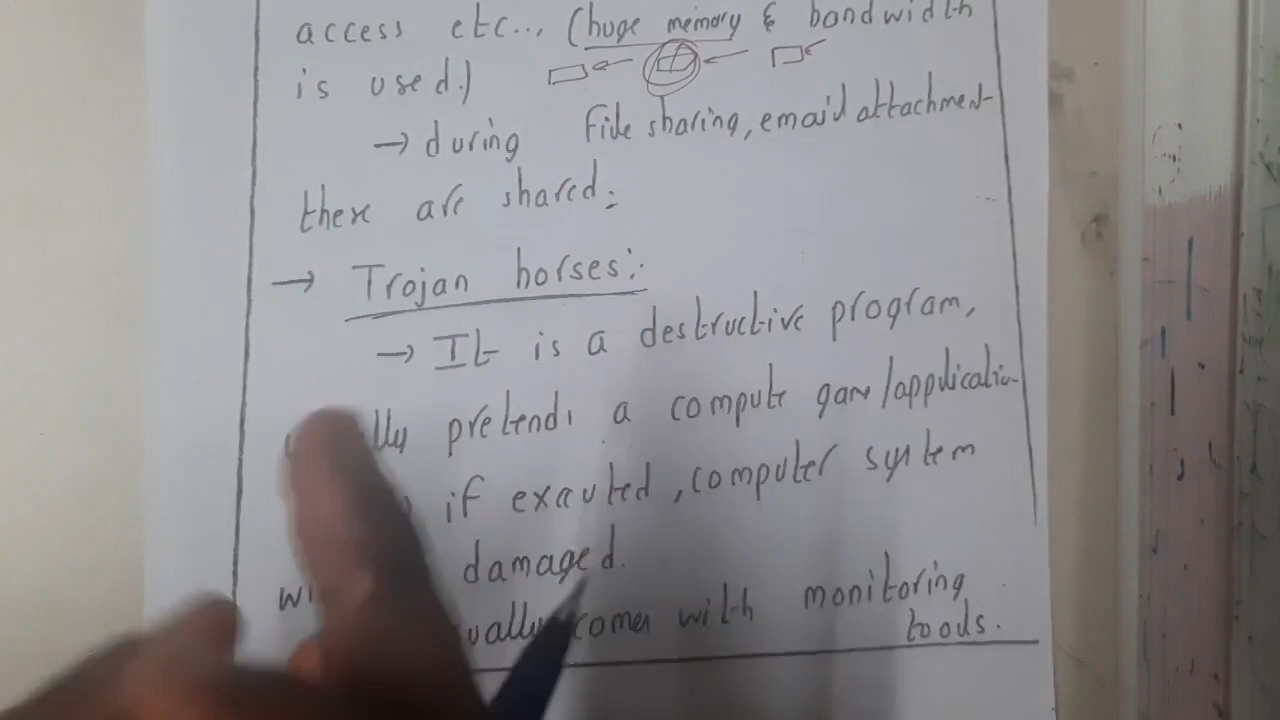 access etc... (huge memory & bandwidth
is used.)
→ during File sharing, email attachment
these are shared.
→ Trojan horses:
→ It is a destructive program,
pretends a compute game/application
if executed, computer system
damaged.
comes with monitoring
tools.